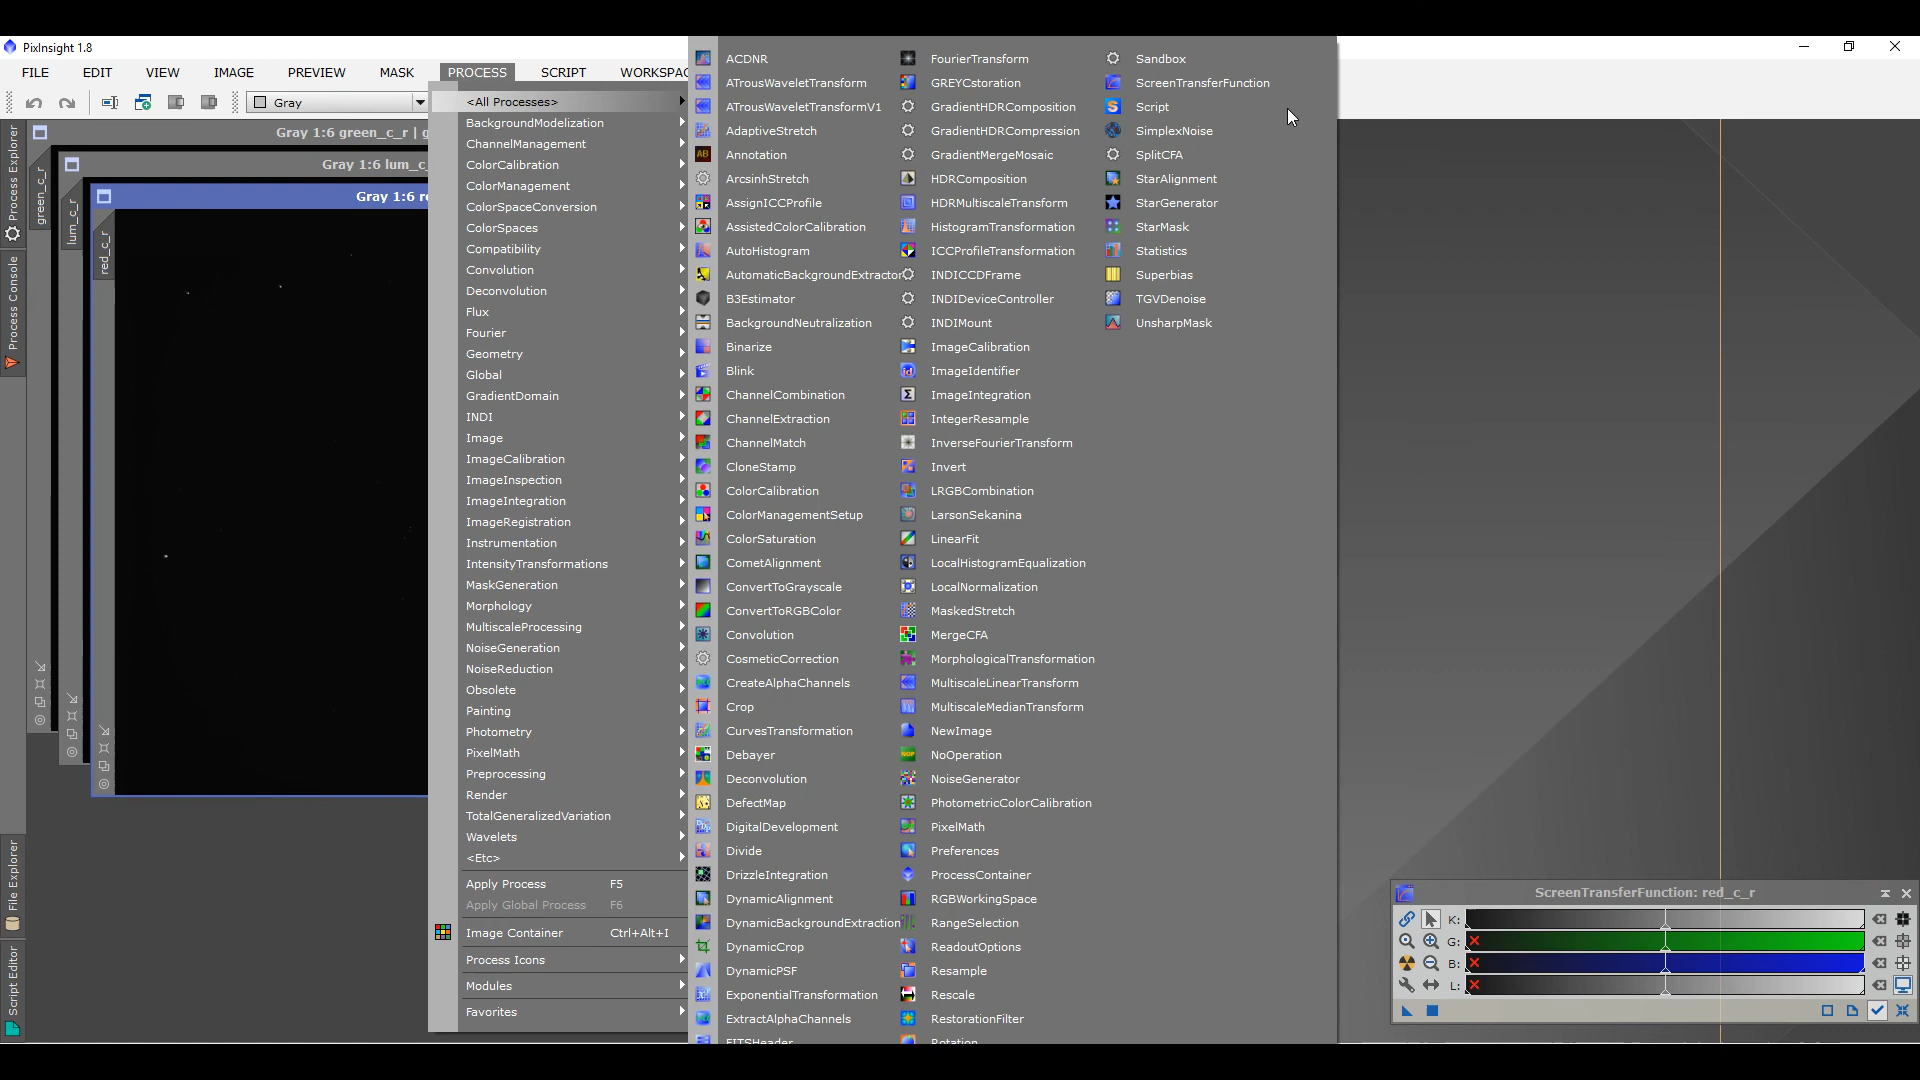 PixInsight 1.8
FILE EDIT VIEW IMAGE PREVIEW MASK PROCESS SCRIPT WORKSPAC
Gray
Gray 1:6 green_c_r | g
Gray 1:6 lum_c_
Gray 1:6 r
Process Explorer
Process Console
File Explorer
Script Editor
green_c_r
lum_c_r
red_c_r
<All Processes>
BackgroundModelization
ChannelManagement
ColorCalibration
ColorManagement
ColorSpaceConversion
ColorSpaces
Compatibility
Convolution
Deconvolution
Flux
Fourier
Geometry
Global
GradientDomain
INDI
Image
ImageCalibration
ImageInspection
ImageIntegration
ImageRegistration
Instrumentation
IntensityTransformations
MaskGeneration
Morphology
MultiscaleProcessing
NoiseGeneration
NoiseReduction
Obsolete
Painting
Photometry
PixelMath
Preprocessing
Render
TotalGeneralizedVariation
Wavelets
<Etc>
Apply Process F5
Apply Global Process F6
Image Container Ctrl+Alt+I
Process Icons
Modules
Favorites
ACDNR
ATrousWaveletTransform
ATrousWaveletTransformV1
AdaptiveStretch
AB
Annotation
ArcsinhStretch
AssignICCProfile
AssistedColorCalibration
AutoHistogram
AutomaticBackgroundExtractor
B3Estimator
BackgroundNeutralization
Binarize
Blink
ChannelCombination
ChannelExtraction
ChannelMatch
CloneStamp
ColorCalibration
ColorManagementSetup
ColorSaturation
CometAlignment
ConvertToGrayscale
ConvertToRGBColor
Convolution
CosmeticCorrection
CreateAlphaChannels
Crop
CurvesTransformation
Debayer
Deconvolution
DefectMap
DigitalDevelopment
Divide
DrizzleIntegration
DynamicAlignment
DynamicBackgroundExtraction
DynamicCrop
DynamicPSF
ExponentialTransformation
ExtractAlphaChannels
FITSHeader
FourierTransform
GREYCstoration
GradientHDRComposition
GradientHDRCompression
GradientMergeMosaic
HDRComposition
HDRMultiscaleTransform
HistogramTransformation
ICCProfileTransformation
INDICCDFrame
INDIDeviceController
INDIMount
ImageCalibration
ImageIdentifier
ImageIntegration
IntegerResample
InverseFourierTransform
Invert
LRGBCombination
LarsonSekanina
LinearFit
LocalHistogramEqualization
LocalNormalization
MaskedStretch
MergeCFA
MorphologicalTransformation
MultiscaleLinearTransform
MultiscaleMedianTransform
NewImage
NOP
NoOperation
NoiseGenerator
PhotometricColorCalibration
PixelMath
Preferences
ProcessContainer
RGBWorkingSpace
RangeSelection
ReadoutOptions
Resample
Rescale
RestorationFilter
Rotation
Sandbox
ScreenTransferFunction
S
Script
SimplexNoise
SplitCFA
StarAlignment
StarGenerator
StarMask
Statistics
Superbias
TGVDenoise
UnsharpMask
ScreenTransferFunction: red_c_r
K:
G:
B:
L: